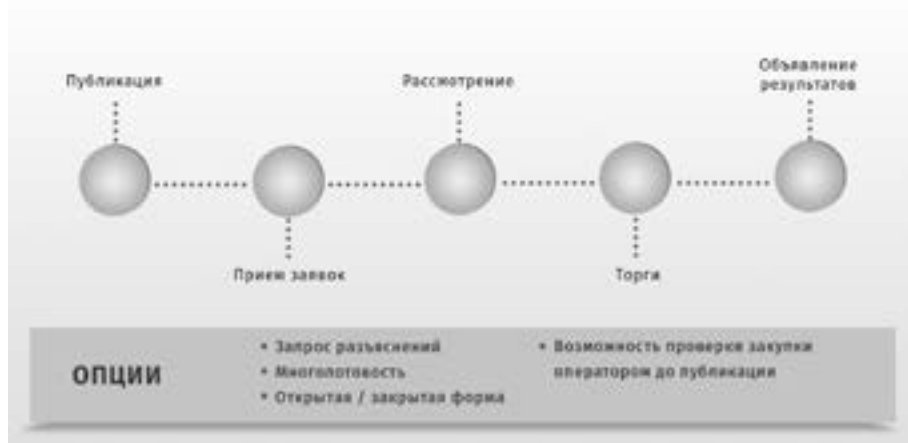 Публикация
Рассмотрение
Объявление
результатов
Прием заявок
Торги
ОПЦИИ
• Запрос разъяснений
• Многолотовость
• Открытая / закрытая форма
• Возможность проверки закупки
оператором до публикации